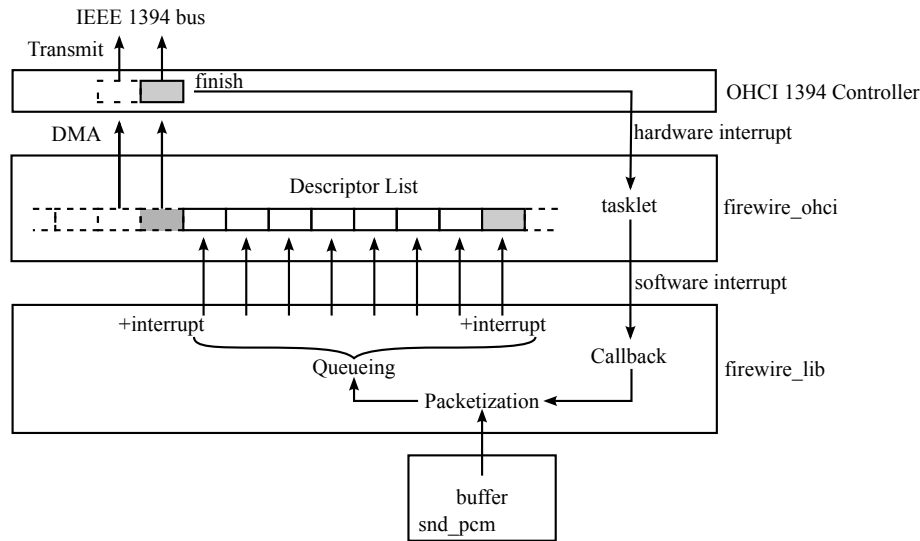 IEEE 1394 bus
Transmit
finish
OHCI 1394 Controller
DMA
hardware interrupt
Descriptor List
tasklet
firewire_ohci
software interrupt
+interrupt
+interrupt
Queueing
Callback
firewire_lib
Packetization
buffer
snd_pcm